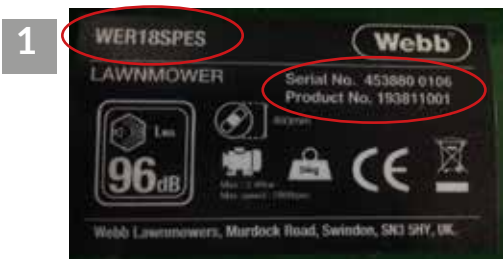 1
WER18SPES
Webb
LAWNMOWER
Serial No. 453880 0106
Product No. 193811001
96dB
CE
Webb Lawnmowers, Murdock Road, Swindon, SN3 5HY, UK.